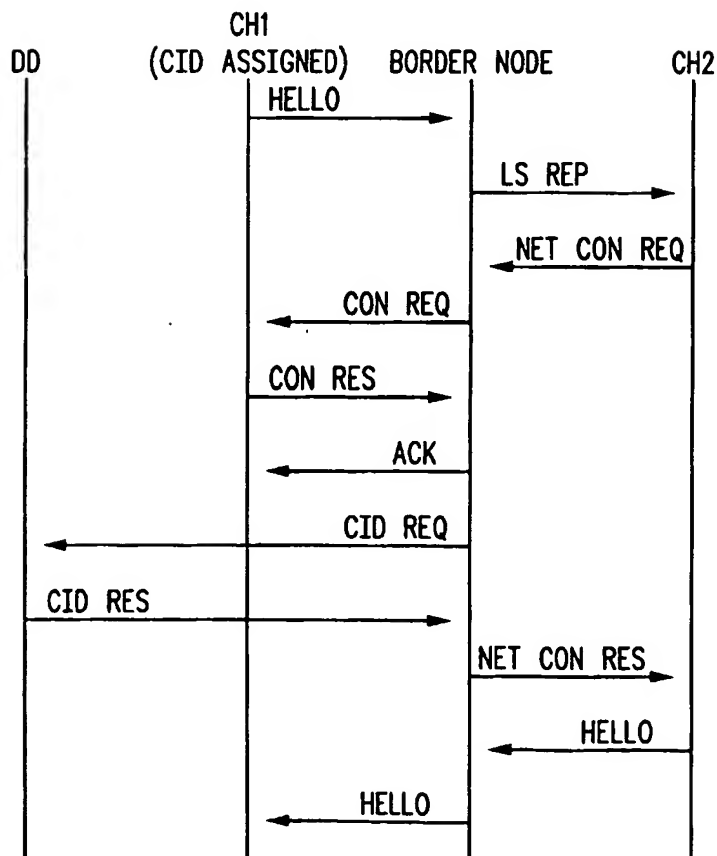 CH1
DD
(CID ASSIGNED)
BORDER NODE
CH2
HELLO
LS REP
NET CON REQ
CON REQ
CON RES
ACK
CID REQ
CID RES
NET CON RES
HELLO
HELLO